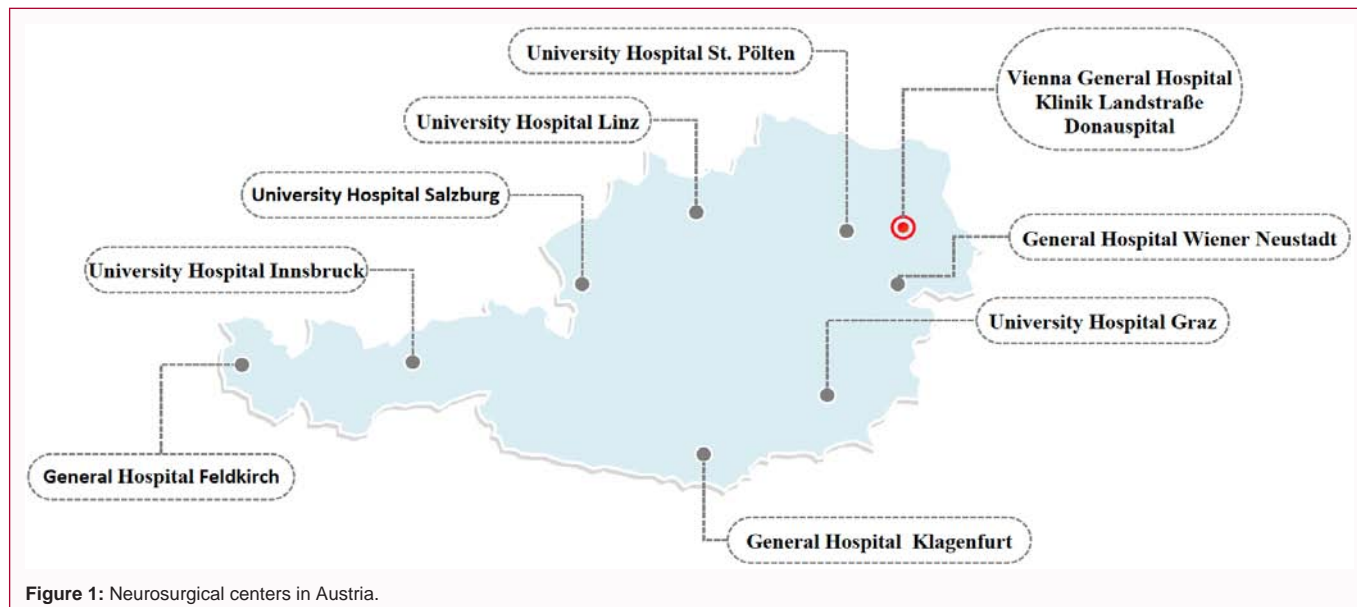 University Hospital St. Pölten
Vienna General Hospital
Klinik Landstraße
Donauspital
University Hospital Linz
University Hospital Salzburg
General Hospital Wiener Neustadt
University Hospital Innsbruck
University Hospital Graz
General Hospital Feldkirch
General Hospital Klagenfurt
Figure 1: Neurosurgical centers in Austria.